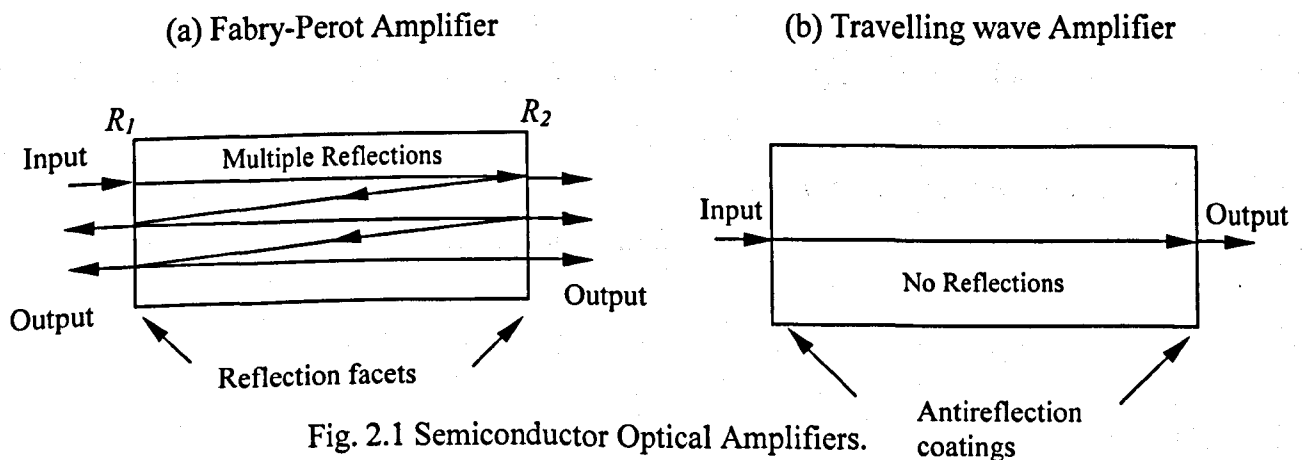 (a) Fabry-Perot Amplifier
(b) Travelling wave Amplifier
R1
R2
Input
Multiple Reflections
Output
Output
Reflection facets
Input
Output
No Reflections
Antireflection
coatings
Fig. 2.1 Semiconductor Optical Amplifiers.